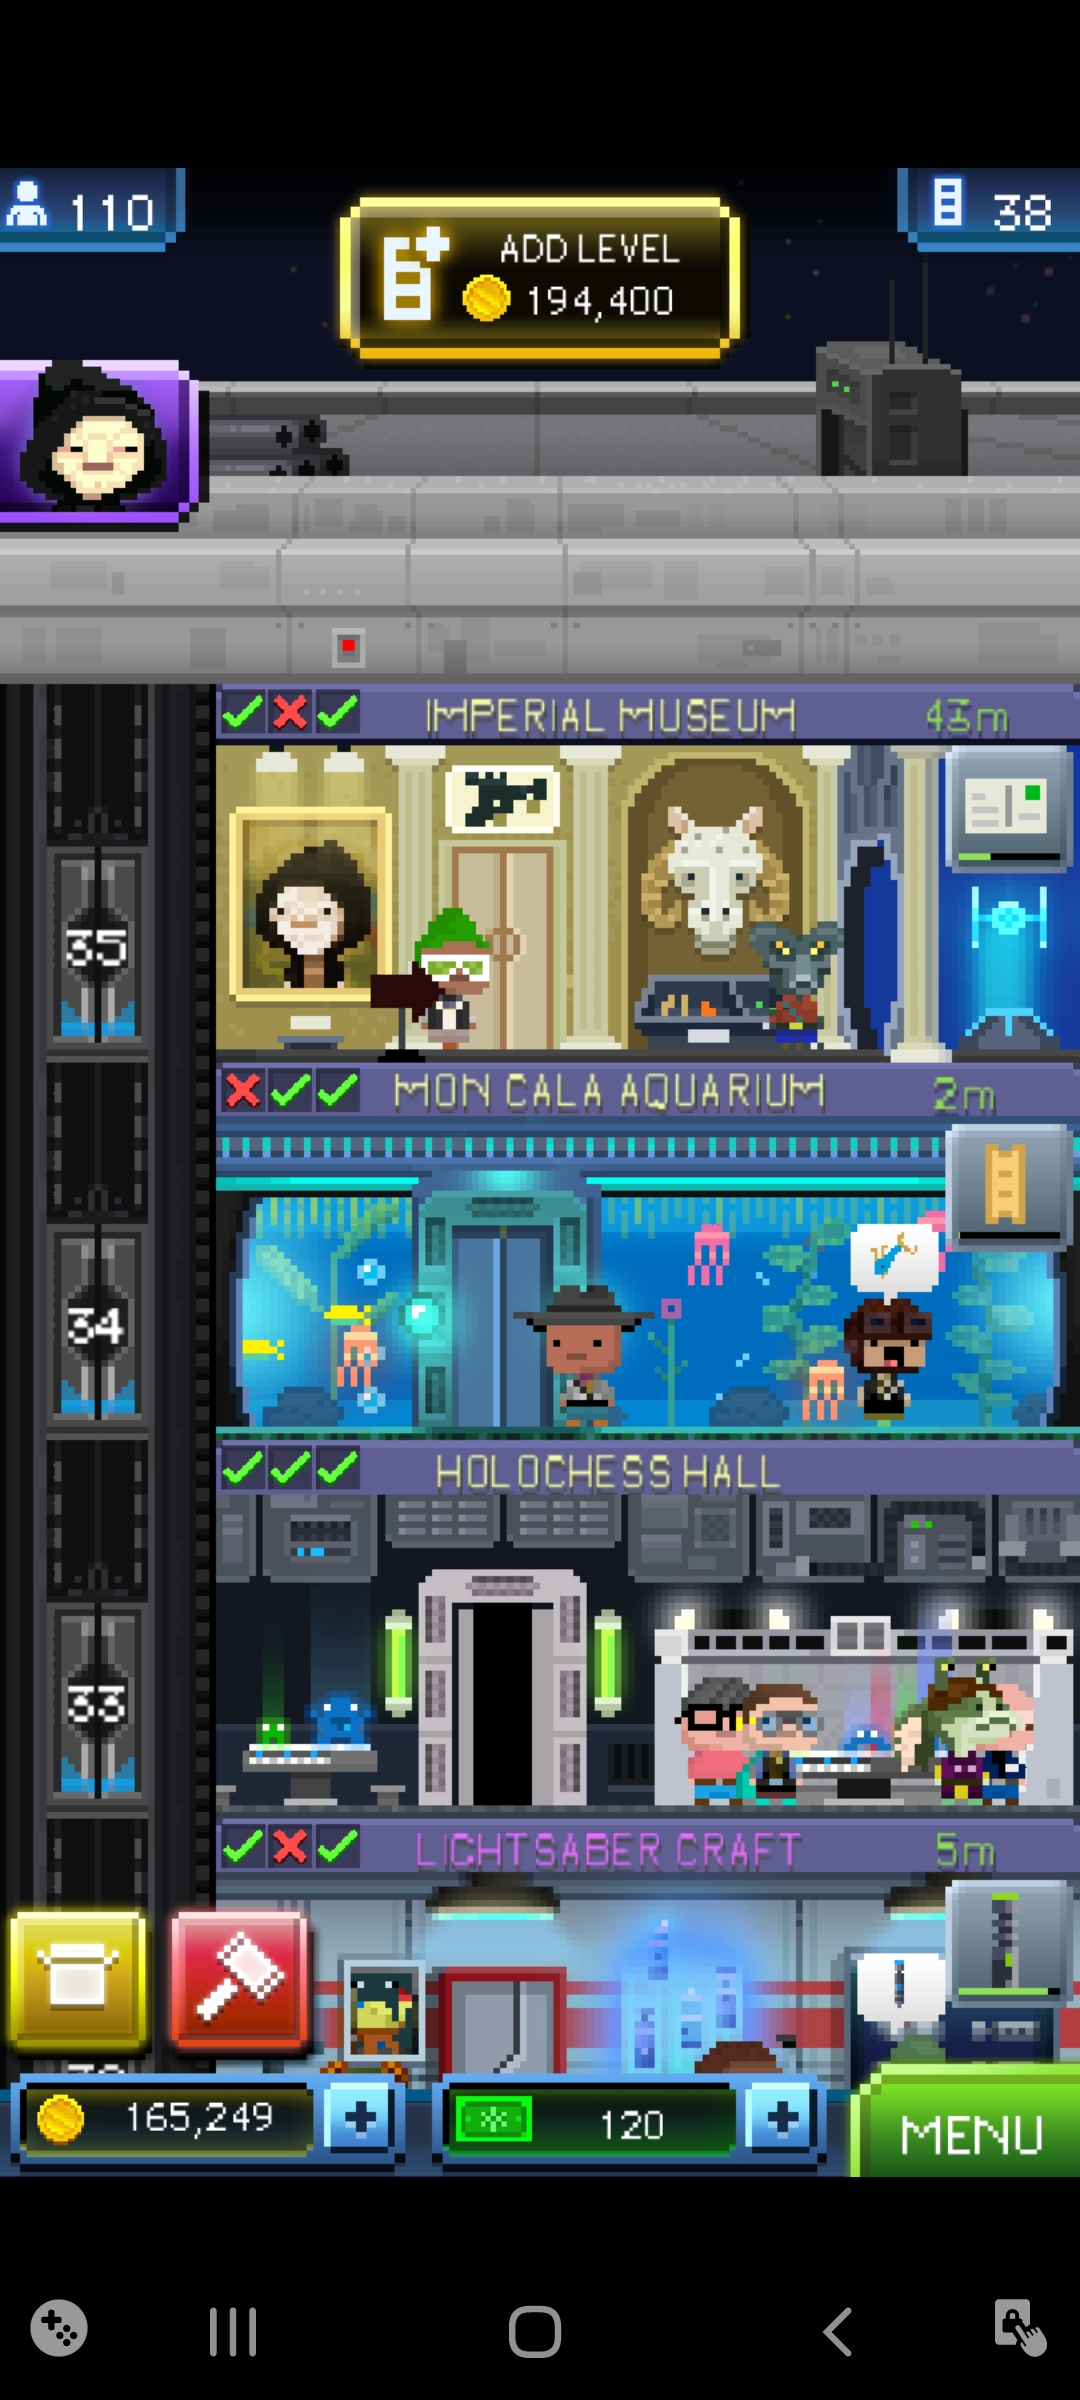 110
ADD LEVEL
194,400
38
IMPERIAL MUSEUM
35
MON CALA AQUARIUM 2m
34
HOLOCHESS HALL
33
LIGHTSABER CRAFT 5m
165,249
120
MENU